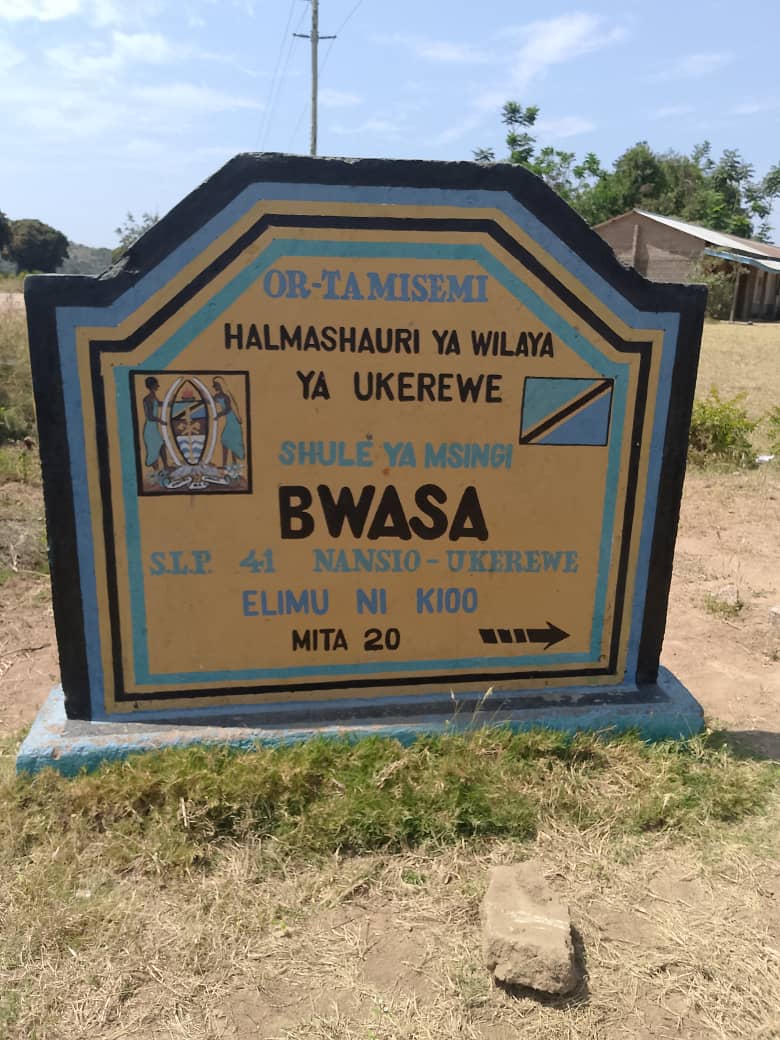 OR-TAMISEMI
HALMASHAURI YA WILAYA
YA UKEREWE
SHULE YA MSINGI
BWASA
S.L.P. 41 NANSIO - UKEREWE
ELIMU NI KIOO
MITA 20